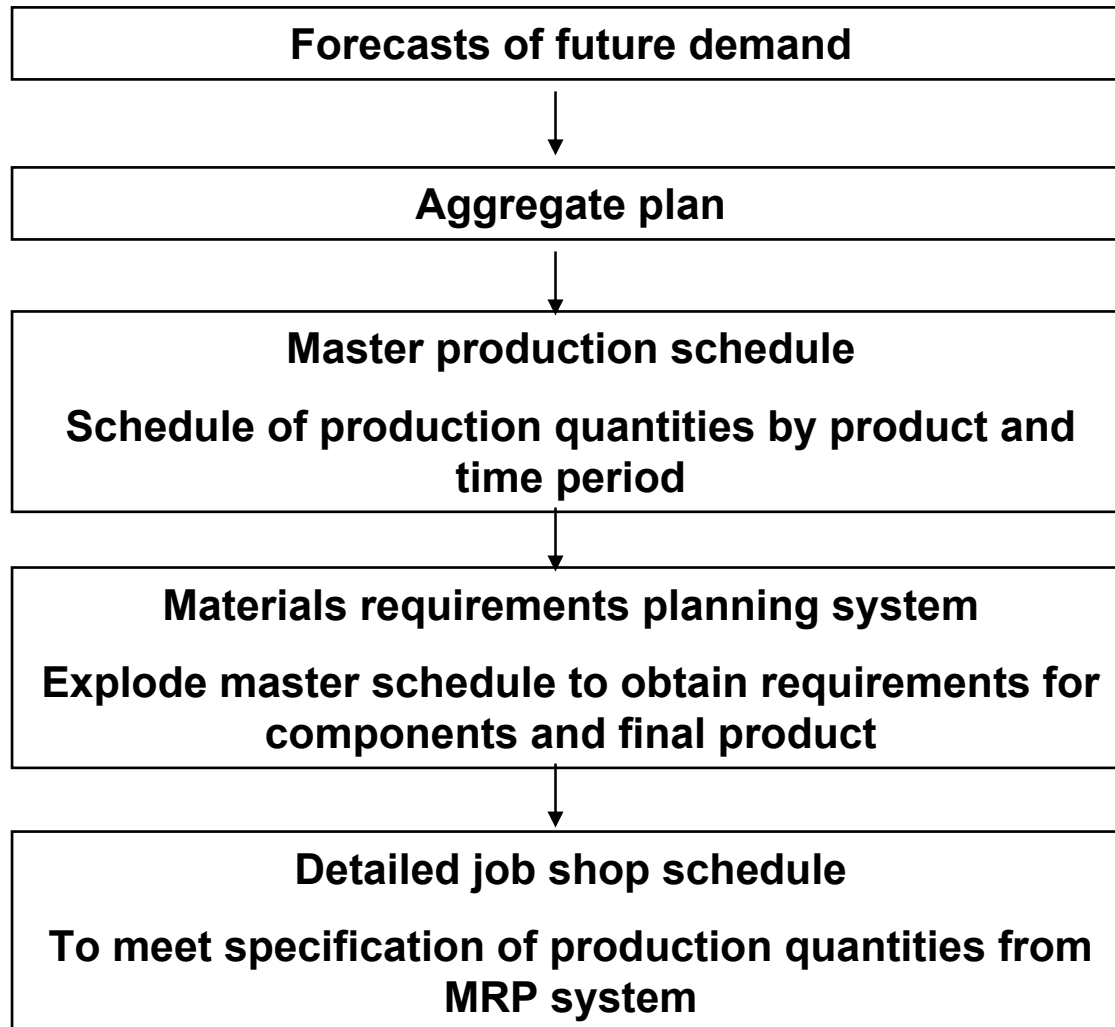 Forecasts of future demand
Aggregate plan
Master production schedule
Schedule of production quantities by product and
time period
Materials requirements planning system
Explode master schedule to obtain requirements for
components and final product
Detailed job shop schedule
To meet specification of production quantities from
MRP system